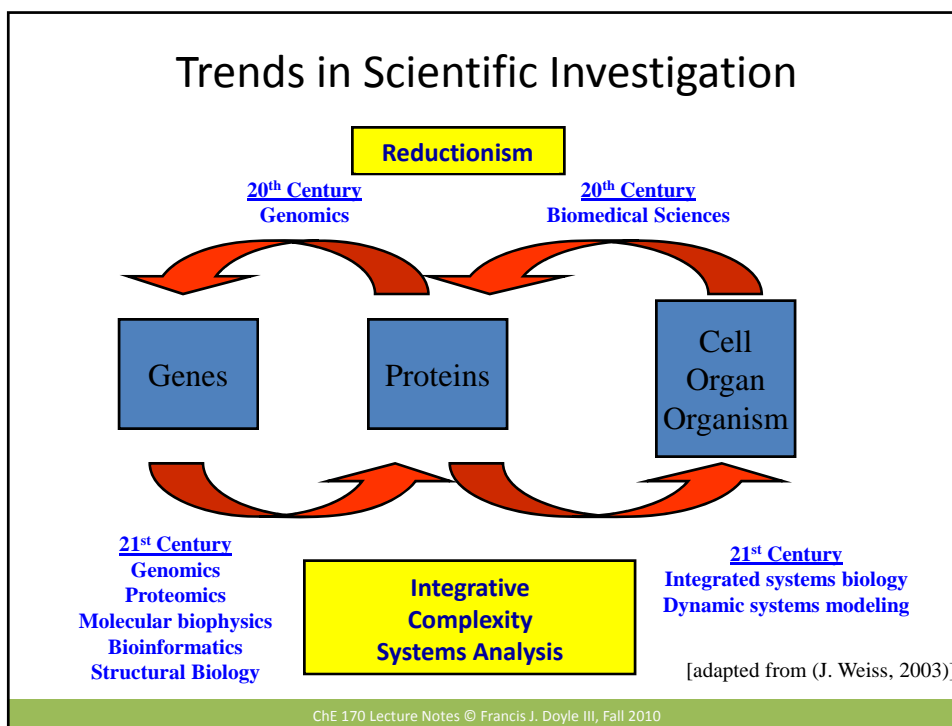 Trends in Scientific Investigation
Reductionism
20th Century
Genomics
20th Century
Biomedical Sciences
Genes
Proteins
Cell
Organ
Organism
21st Century
Genomics
Proteomics
Molecular biophysics
Bioinformatics
Structural Biology
Integrative
Complexity
Systems Analysis
21st Century
Integrated systems biology
Dynamic systems modeling
[adapted from (J. Weiss, 2003)]
ChE 170 Lecture Notes © Francis J. Doyle III, Fall 2010